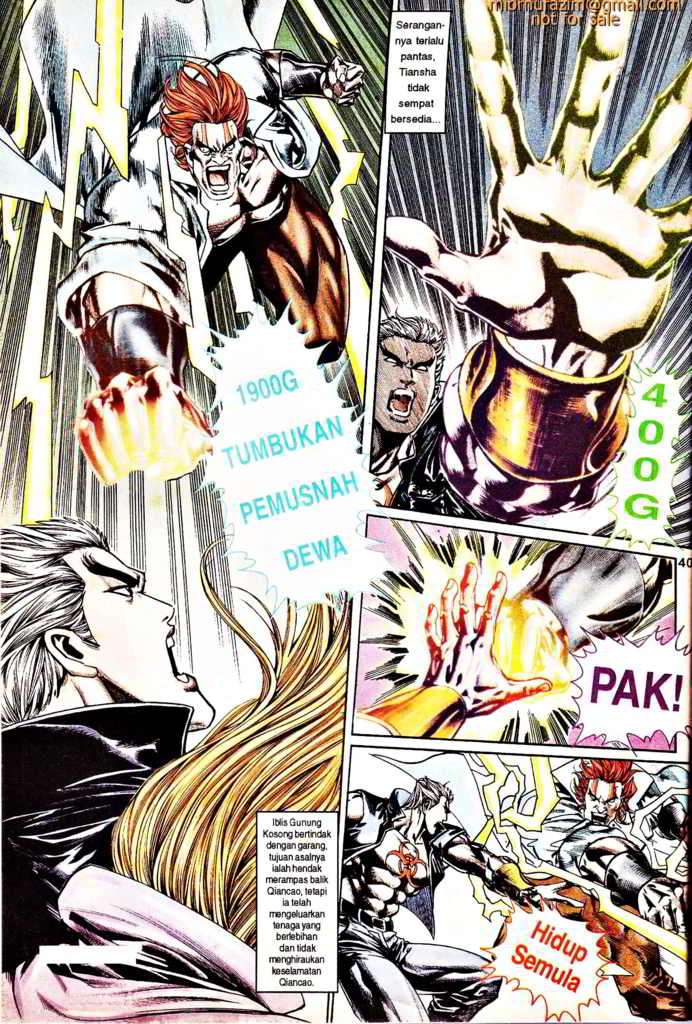 miomurazim@gmail.com
not for sale
Serangan-
nya terlalu
pantas,
Tiansha
tidak
sempat
bersedia...
1900G
TUMBUKAN
PEMUSNAH
DEWA
400G
40
PAK!
Iblis Gunung
Kosong bertindak
dengan garang,
tujuan asalnya
ialah hendak
merampas balik
Qiancao, tetapi
ia telah
mengeluarkan
tenaga yang
berlebihan
dan tidak
menghiraukan
keselamatan
Qiancao.
Hidup
Semula